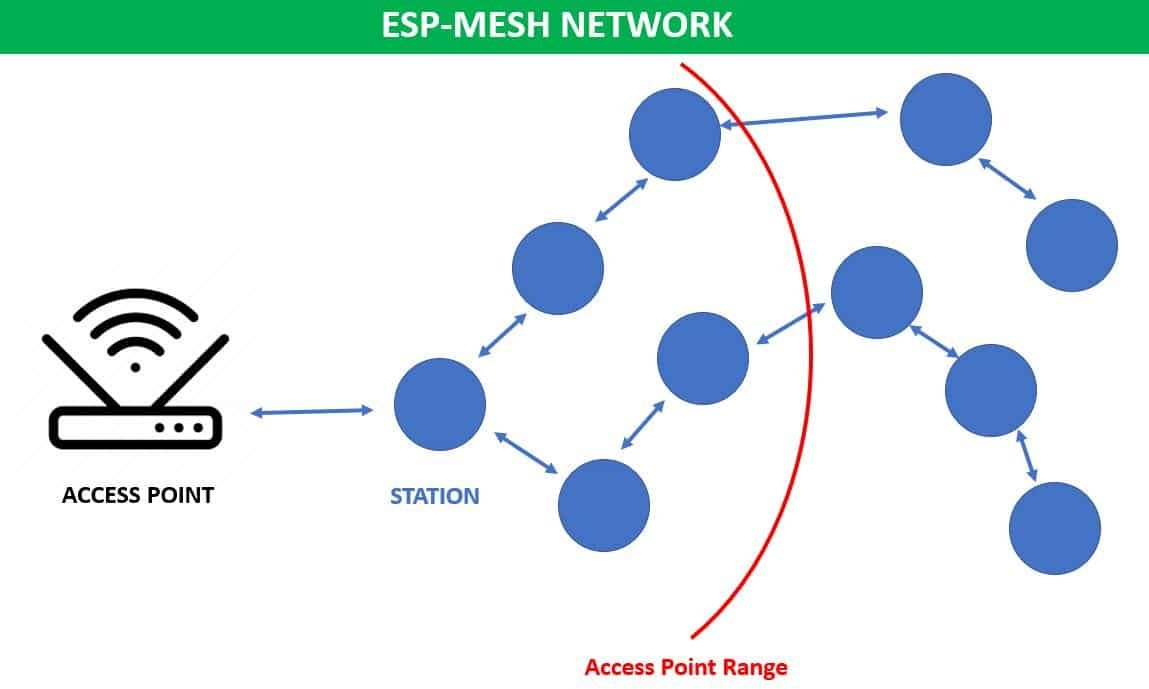 ESP-MESH NETWORK
ACCESS POINT
STATION
Access Point Range